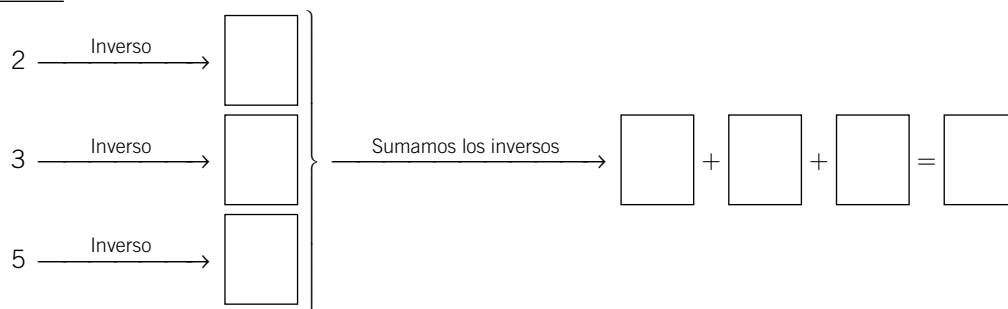 2 Inverso
3 Inverso Sumamos los inversos + + =
5 Inverso